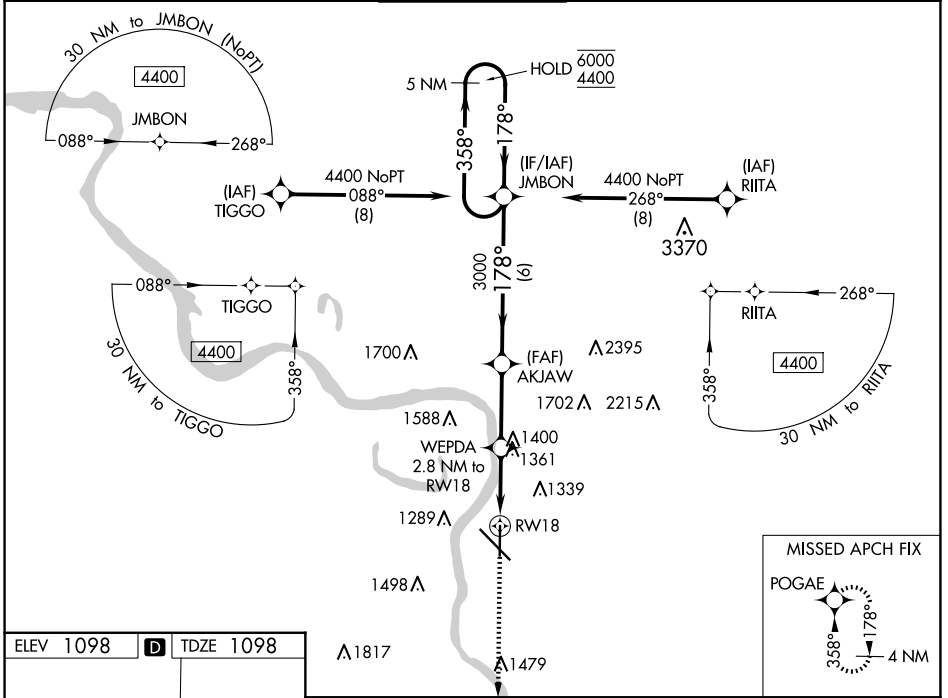 30 NM to JMBON (NoPT)
4400
JMBON
088°
268°
HOLD 6000
4400
5 NM
358°
178°
(IF/IAF)
JMBON
(IAF)
TIGGO
4400 NoPT
088°
(8)
4400 NoPT
268°
(8)
(IAF)
RIITA
3370
3000
178°
(6)
088°
TIGGO
4400
358°
30 NM to TIGGO
268°
RIITA
4400
358°
30 NM to RIITA
1700
(FAF)
AKJAW
2395
1702
2215
1588
WEPDA
2.8 NM to
RW18
1400
1361
1339
1289
RW18
1498
MISSED APCH FIX
POGAE
358°
178°
4 NM
ELEV 1098
D
TDZE 1098
1817
1479